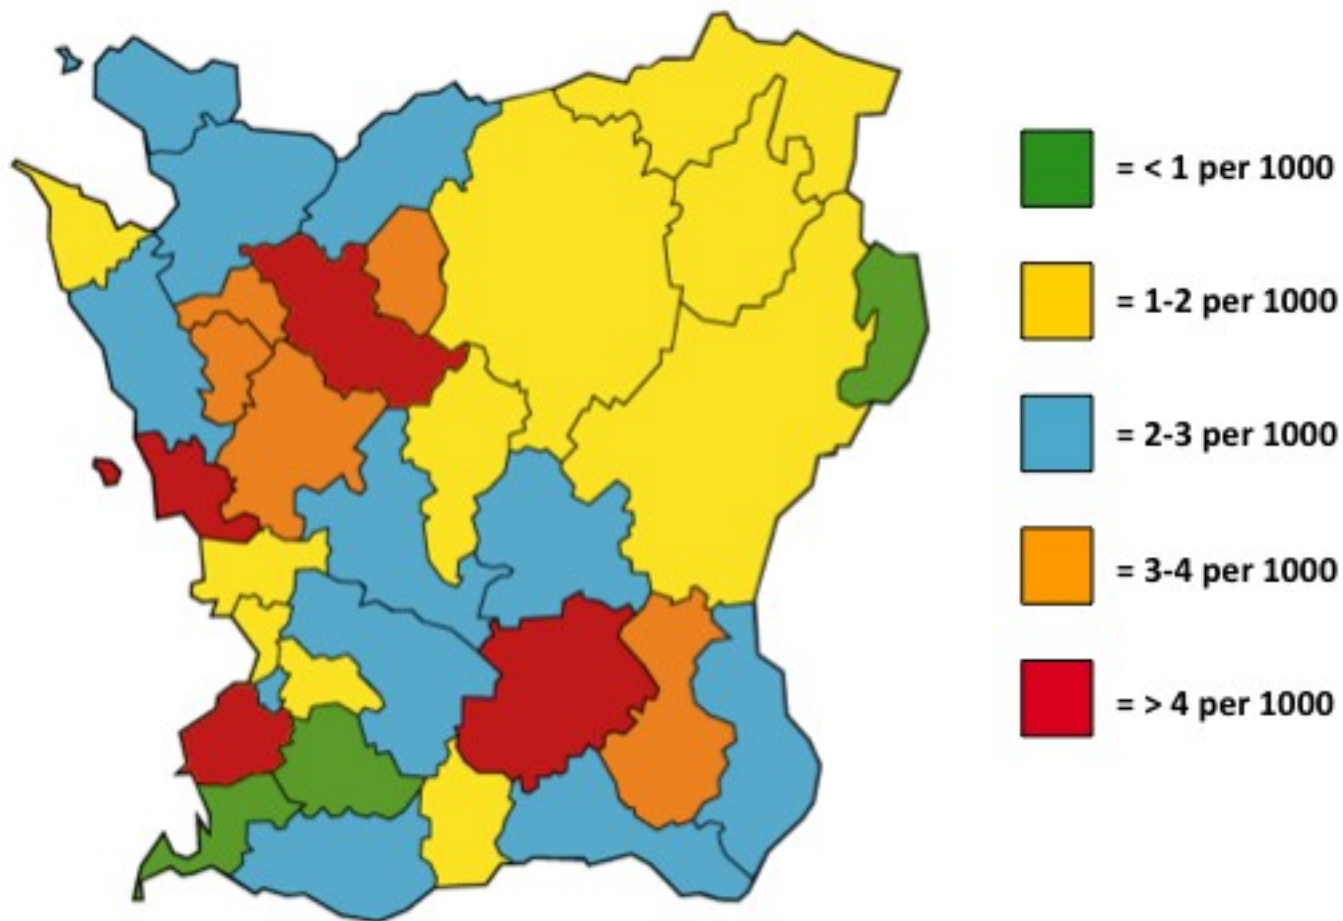 = < 1 per 1000
= 1-2 per 1000
= 2-3 per 1000
= 3-4 per 1000
= > 4 per 1000